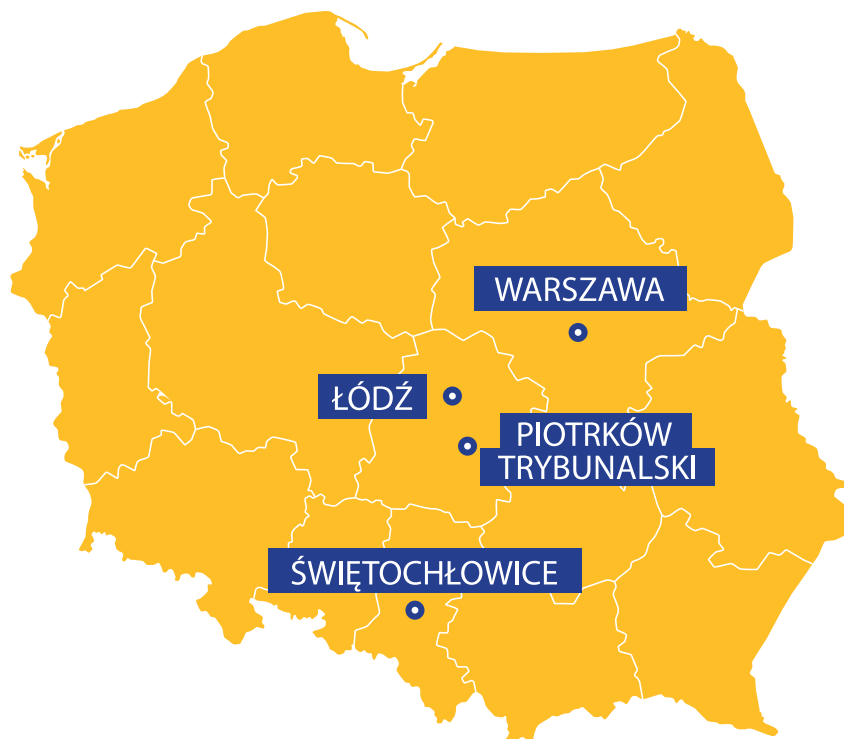 WARSZAWA
ŁÓDŹ
PIOTRKÓW
TRYBUNALSKI
ŚWIĘTOCHŁOWICE